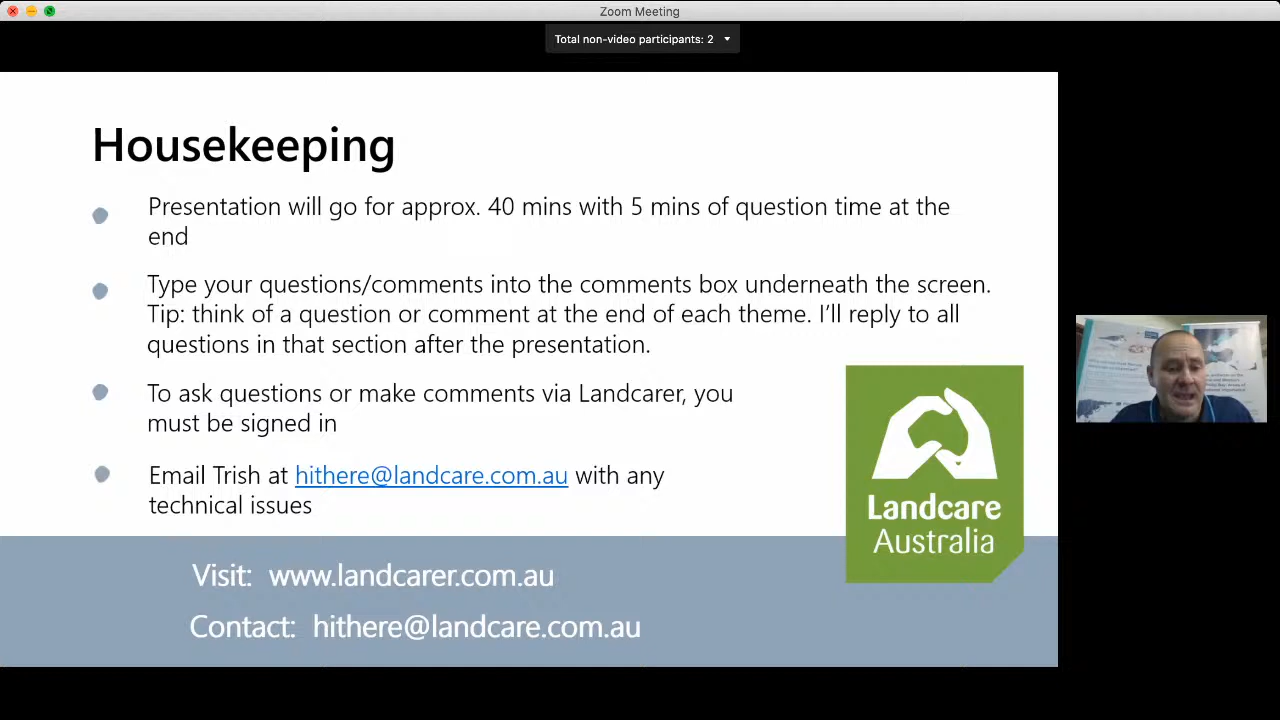 Zoom Meeting
Total non-video participants: 2
Housekeeping
Presentation will go for approx. 40 mins with 5 mins of question time at the
end
Type your questions/comments into the comments box underneath the screen.
Tip: think of a question or comment at the end of each theme. I'll reply to all
questions in that section after the presentation.
To ask questions or make comments via Landcarer, you
must be signed in
Email Trish at hithere@landcare.com.au with any
technical issues
Landcare
Australia
Visit: www.landcarer.com.au
Contact: hithere@landcare.com.au